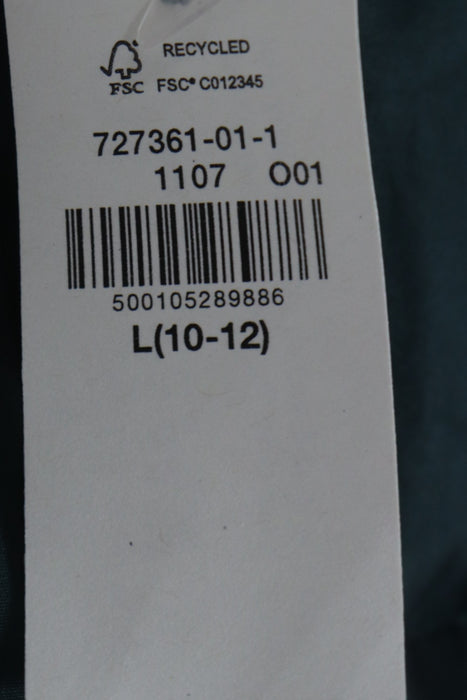 RECYCLED
FSC FSC® C012345
727361-01-1
1107 O01
500105289886
L(10-12)